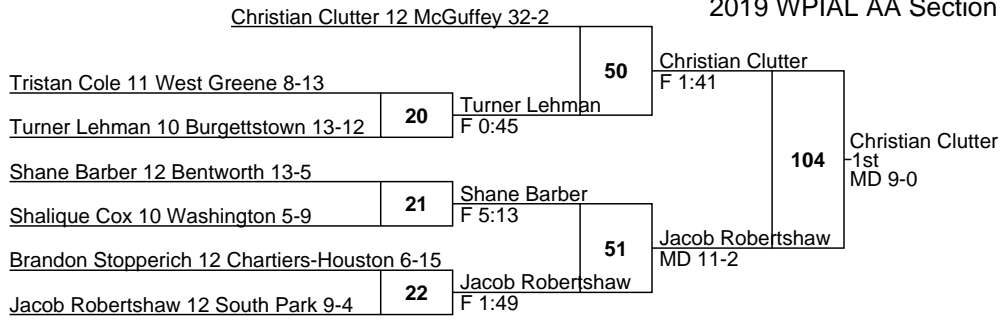 2019 WPIAL AA Section
Christian Clutter 12 McGuffey 32-2
50
Christian Clutter
F 1:41
Tristan Cole 11 West Greene 8-13
20
Turner Lehman
F 0:45
Turner Lehman 10 Burgettstown 13-12
104
Christian Clutter
1st
MD 9-0
Shane Barber 12 Bentworth 13-5
21
Shane Barber
F 5:13
Shalique Cox 10 Washington 5-9
51
Jacob Robertshaw
MD 11-2
Brandon Stopperich 12 Chartiers-Houston 6-15
22
Jacob Robertshaw
F 1:49
Jacob Robertshaw 12 South Park 9-4